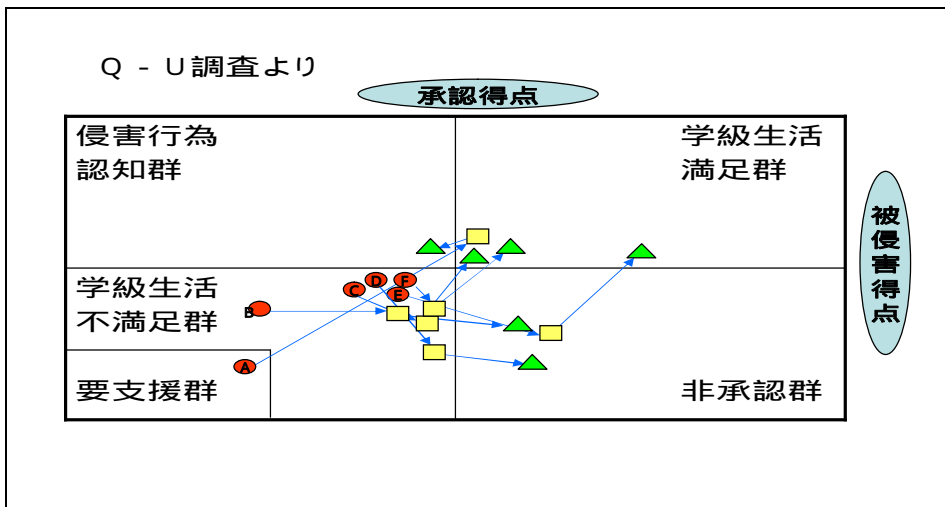 Q - U調査より
承認得点
侵害行為
認知群
学級生活
満足群
被侵害得点
学級生活
不満足群
要支援群
非承認群
A
B
C
D
E
F